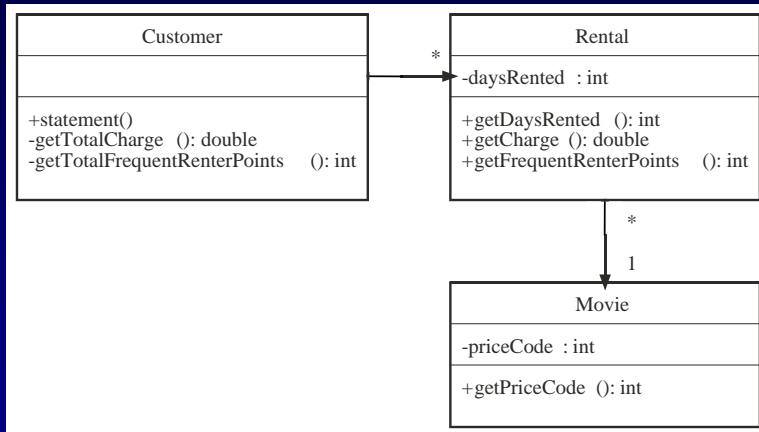 Customer
+statement()
-getTotalCharge (): double
-getTotalFrequentRenterPoints (): int
*
Rental
-daysRented : int
+getDaysRented (): int
+getCharge (): double
+getFrequentRenterPoints (): int
*
1
Movie
-priceCode : int
+getPriceCode (): int